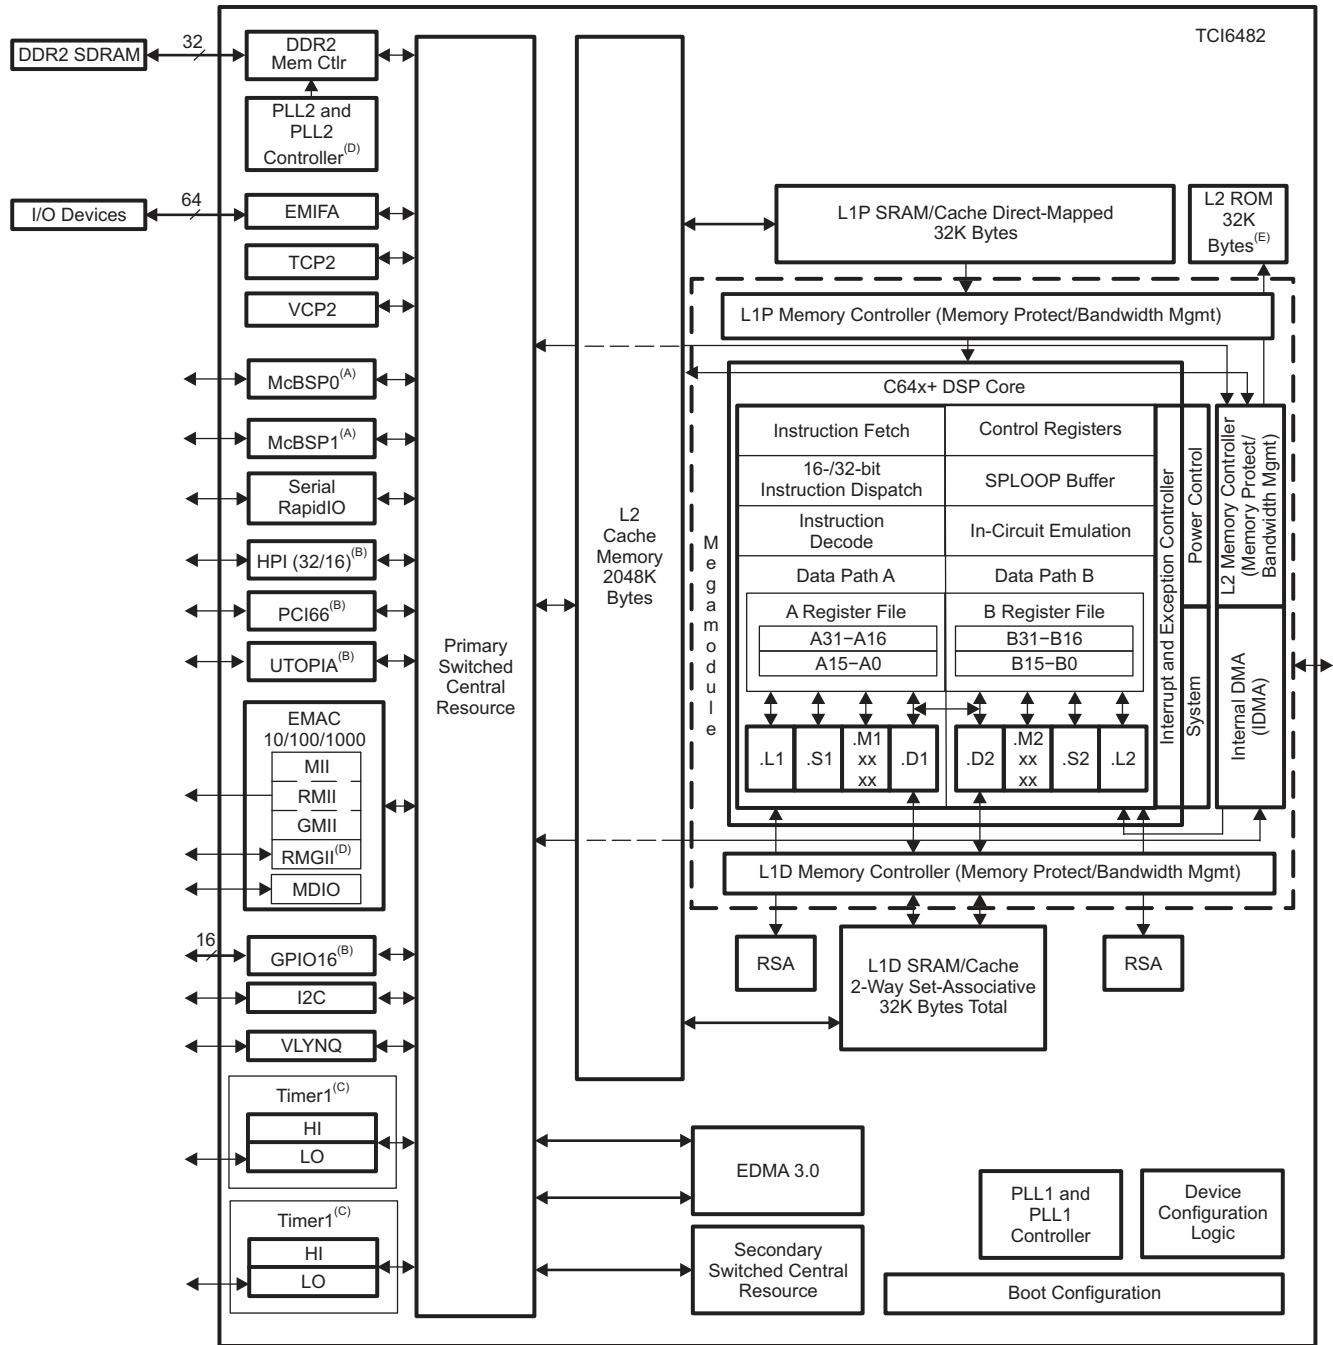 TCI6482
32
DDR2 SDRAM
DDR2
Mem Ctlr
PLL2 and
PLL2
Controller(D)
64
I/O Devices
EMIFA
TCP2
VCP2
McBSP0(A)
McBSP1(A)
Serial
RapidIO
HPI (32/16)(B)
PCI66(B)
UTOPIA(B)
EMAC
10/100/1000
MII
RMII
GMII
RMGII(D)
MDIO
16
GPIO16(B)
I2C
VLYNQ
Timer1(C)
HI
LO
Timer1(C)
HI
LO
Primary
Switched
Central
Resource
L2
Cache
Memory
2048K
Bytes
L1P SRAM/Cache Direct-Mapped
32K Bytes
L2 ROM
32K
Bytes(E)
L1P Memory Controller (Memory Protect/Bandwidth Mgmt)
Megamodule
C64x+ DSP Core
Instruction Fetch
Control Registers
16-/32-bit
Instruction Dispatch
SPLOOP Buffer
Instruction
Decode
In-Circuit Emulation
Data Path A
Data Path B
A Register File
B Register File
A31−A16
B31−B16
A15−A0
B15−B0
.L1
.S1
.M1
xx
xx
.D1
.D2
.M2
xx
xx
.S2
.L2
Interrupt and Exception Controller
Power Control
System
L2 Memory Controller
(Memory Protect/
Bandwidth Mgmt)
Internal DMA
(IDMA)
L1D Memory Controller (Memory Protect/Bandwidth Mgmt)
RSA
L1D SRAM/Cache
2-Way Set-Associative
32K Bytes Total
RSA
EDMA 3.0
Secondary
Switched Central
Resource
PLL1 and
PLL1
Controller
Device
Configuration
Logic
Boot Configuration